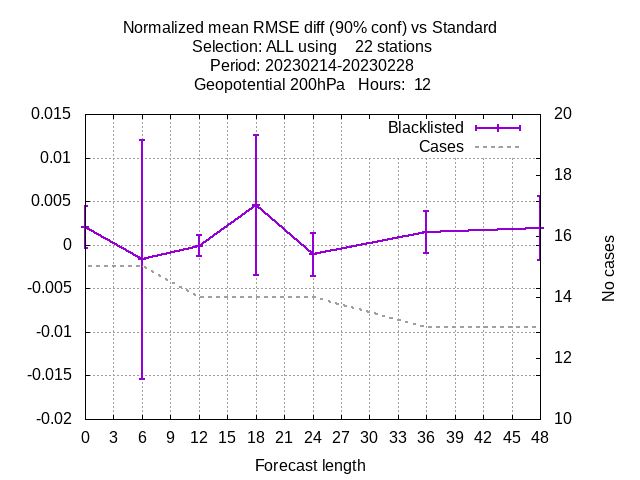 Normalized mean RMSE diff (90% conf) vs Standard
Selection: ALL using    22 stations
Period: 20230214-20230228
Geopotential 200hPa   Hours:  12
Blacklisted
Cases
0.015
0.01
0.005
0
-0.005
-0.01
-0.015
-0.02
20
18
16
14
12
10
No cases
0 3 6 9 12 15 18 21 24 27 30 33 36 39 42 45 48
Forecast length